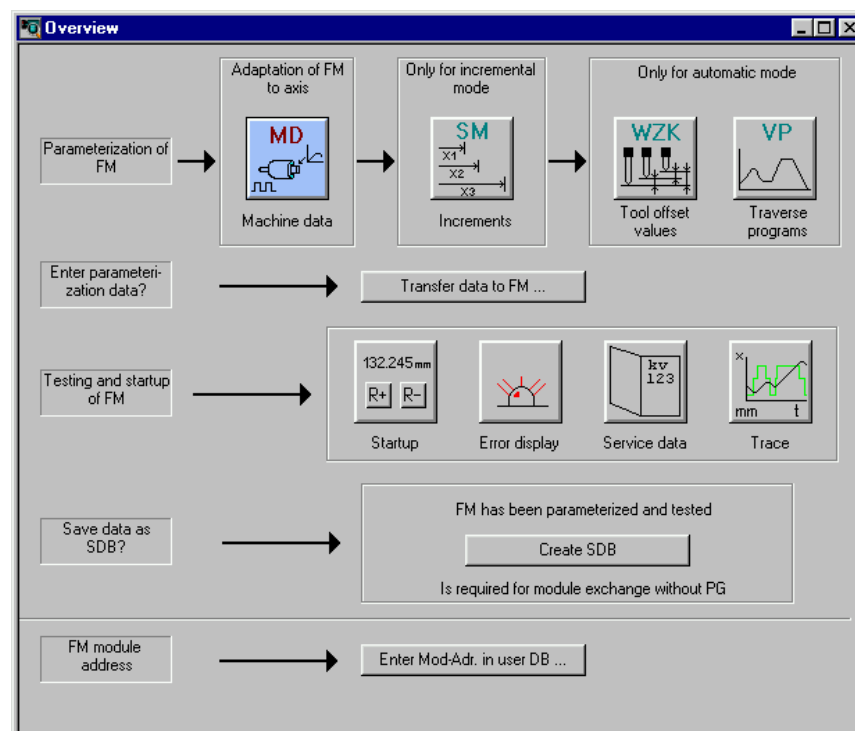 Overview
Adaptation of FM
to axis
Only for incremental
mode
Only for automatic mode
Parameterization of
FM
MD
SM
X1
X2
X3
WZK
VP
Machine data
Increments
Tool offset
values
Traverse
programs
Enter parameteri-
zation data?
Transfer data to FM ...
Testing and startup
of FM
132.245mm
R+ R-
kv
123
x
mm t
Startup
Error display
Service data
Trace
Save data as
SDB?
FM has been parameterized and tested
Create SDB
Is required for module exchange without PG
FM module
address
Enter Mod-Adr. in user DB ...